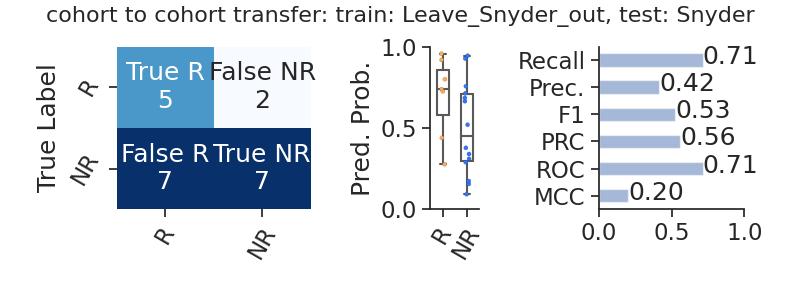 cohort to cohort transfer: train: Leave_Snyder_out, test: Snyder
True Label
R
NR
True R
5
False NR
2
False R
7
True NR
7
R
NR
Pred. Prob.
1.0
0.5
0.0
R
NR
Recall
0.71
Prec.
0.42
F1
0.53
PRC
0.56
ROC
0.71
MCC
0.20
0.0
0.5
1.0